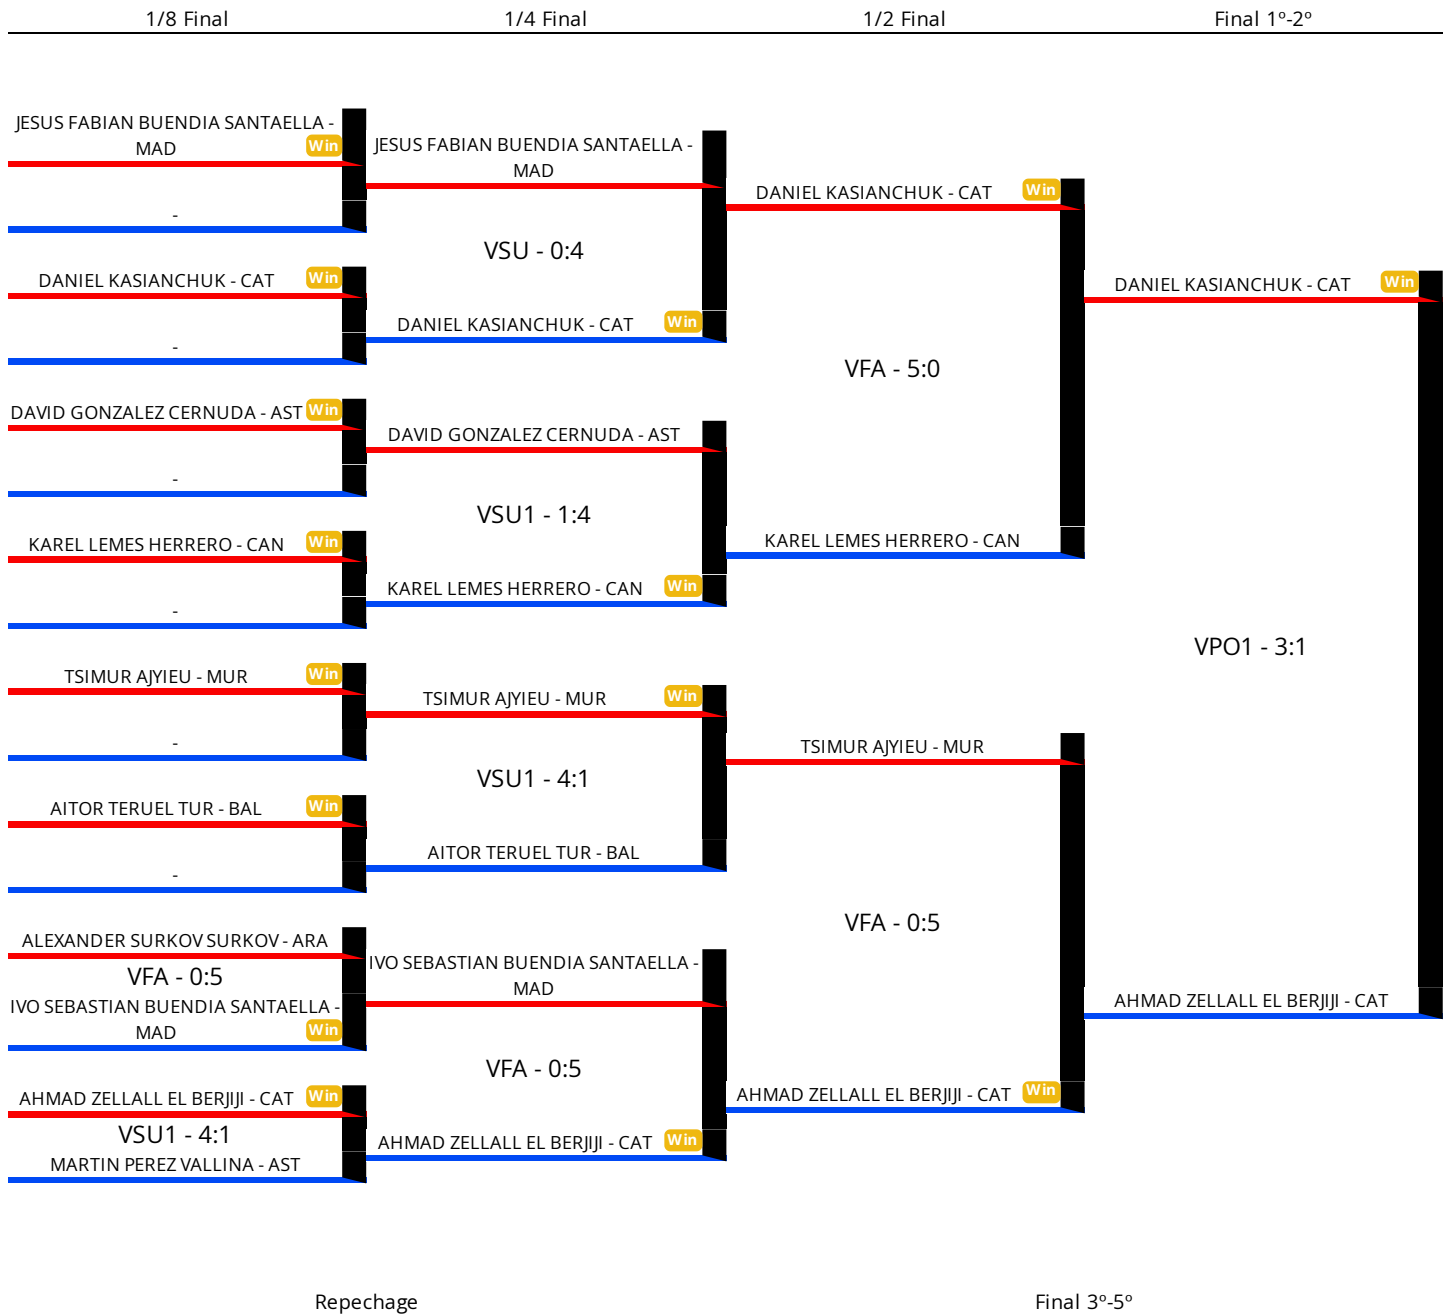 1/8 Final
1/4 Final
1/2 Final
Final 1º-2º
JESUS FABIAN BUENDIA SANTAELLA -
MAD
Win
-
DANIEL KASIANCHUK - CAT
Win
-
DAVID GONZALEZ CERNUDA - AST
Win
-
KAREL LEMES HERRERO - CAN
Win
-
TSIMUR AJYIEU - MUR
Win
-
AITOR TERUEL TUR - BAL
Win
-
ALEXANDER SURKOV SURKOV - ARA
VFA - 0:5
IVO SEBASTIAN BUENDIA SANTAELLA -
MAD
Win
AHMAD ZELLALL EL BERJIJI - CAT
Win
VSU1 - 4:1
MARTIN PEREZ VALLINA - AST
JESUS FABIAN BUENDIA SANTAELLA -
MAD
VSU - 0:4
DANIEL KASIANCHUK - CAT
Win
DAVID GONZALEZ CERNUDA - AST
VSU1 - 1:4
KAREL LEMES HERRERO - CAN
Win
TSIMUR AJYIEU - MUR
Win
VSU1 - 4:1
AITOR TERUEL TUR - BAL
IVO SEBASTIAN BUENDIA SANTAELLA -
MAD
VFA - 0:5
AHMAD ZELLALL EL BERJIJI - CAT
Win
DANIEL KASIANCHUK - CAT
Win
VFA - 5:0
KAREL LEMES HERRERO - CAN
TSIMUR AJYIEU - MUR
VFA - 0:5
AHMAD ZELLALL EL BERJIJI - CAT
Win
DANIEL KASIANCHUK - CAT
Win
VPO1 - 3:1
AHMAD ZELLALL EL BERJIJI - CAT
Repechage
Final 3º-5º